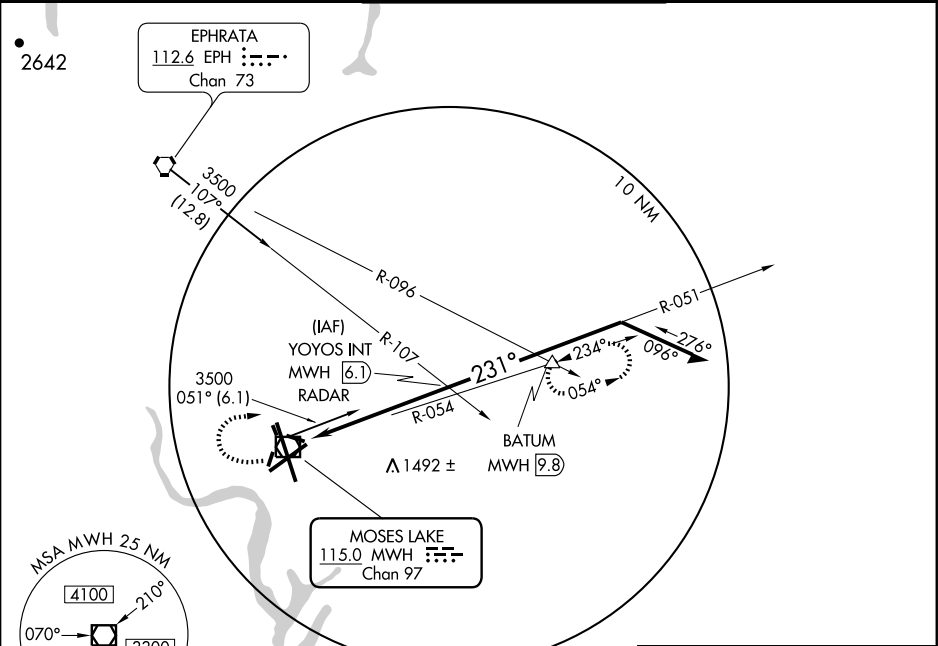 2642
EPHRATA
112.6 EPH
Chan 73
3500
107°
(12.8)
10 NM
R-096
R-107
R-051
276°
096°
(IAF)
YOYOS INT
MWH 6.1
RADAR
231°
234°
054°
3500
051° (6.1)
R-054
BATUM
MWH 9.8
1492 ±
MOSES LAKE
115.0 MWH
Chan 97
MSA MWH 25 NM
4100
210°
070°